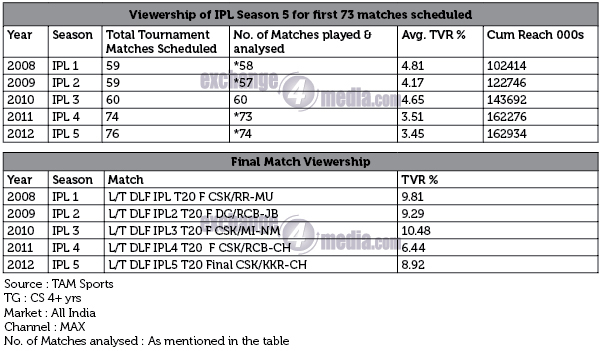 Viewership of IPL Season 5 for first 73 matches scheduled
Year Season Total Tournament Matches Scheduled No. of Matches played & analysed Avg. TVR % Cum Reach 000s
2008 IPL 1 59 *58 4.81 102414
2009 IPL 2 59 *57 4.17 122746
2010 IPL 3 60 60 4.65 143692
2011 IPL 4 74 *73 3.51 162276
2012 IPL 5 76 *74 3.45 162934
exchange4media.com
Final Match Viewership
Year Season Match TVR %
2008 IPL 1 L/T DLF IPL T20 F CSK/RR-MU 9.81
2009 IPL 2 L/T DLF IPL2 T20 F DC/RCB-JB 9.29
2010 IPL 3 L/T DLF IPL3 T20 F CSK/MI-NM 10.48
2011 IPL 4 L/T DLF IPL4 T20 F CSK/RCB-CH 6.44
2012 IPL 5 L/T DLF IPL5 T20 Final CSK/KKR-CH 8.92
exchange4media.com
Source : TAM Sports
TG : CS 4+ yrs
Market : All India
Channel : MAX
No. of Matches analysed : As mentioned in the table